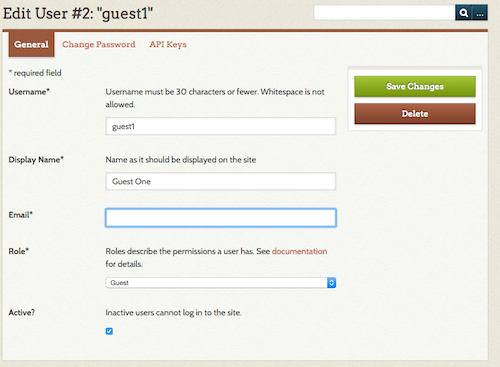 Edit User #2: "guest1"
...
General Change Password API Keys
* required field
Username*
Username must be 30 characters or fewer. Whitespace is not
allowed.
guest1
Save Changes
Delete
Display Name*
Name as it should be displayed on the site
Guest One
Email*
Role*
Roles describe the permissions a user has. See documentation
for details.
Guest
Active?
Inactive users cannot log in to the site.